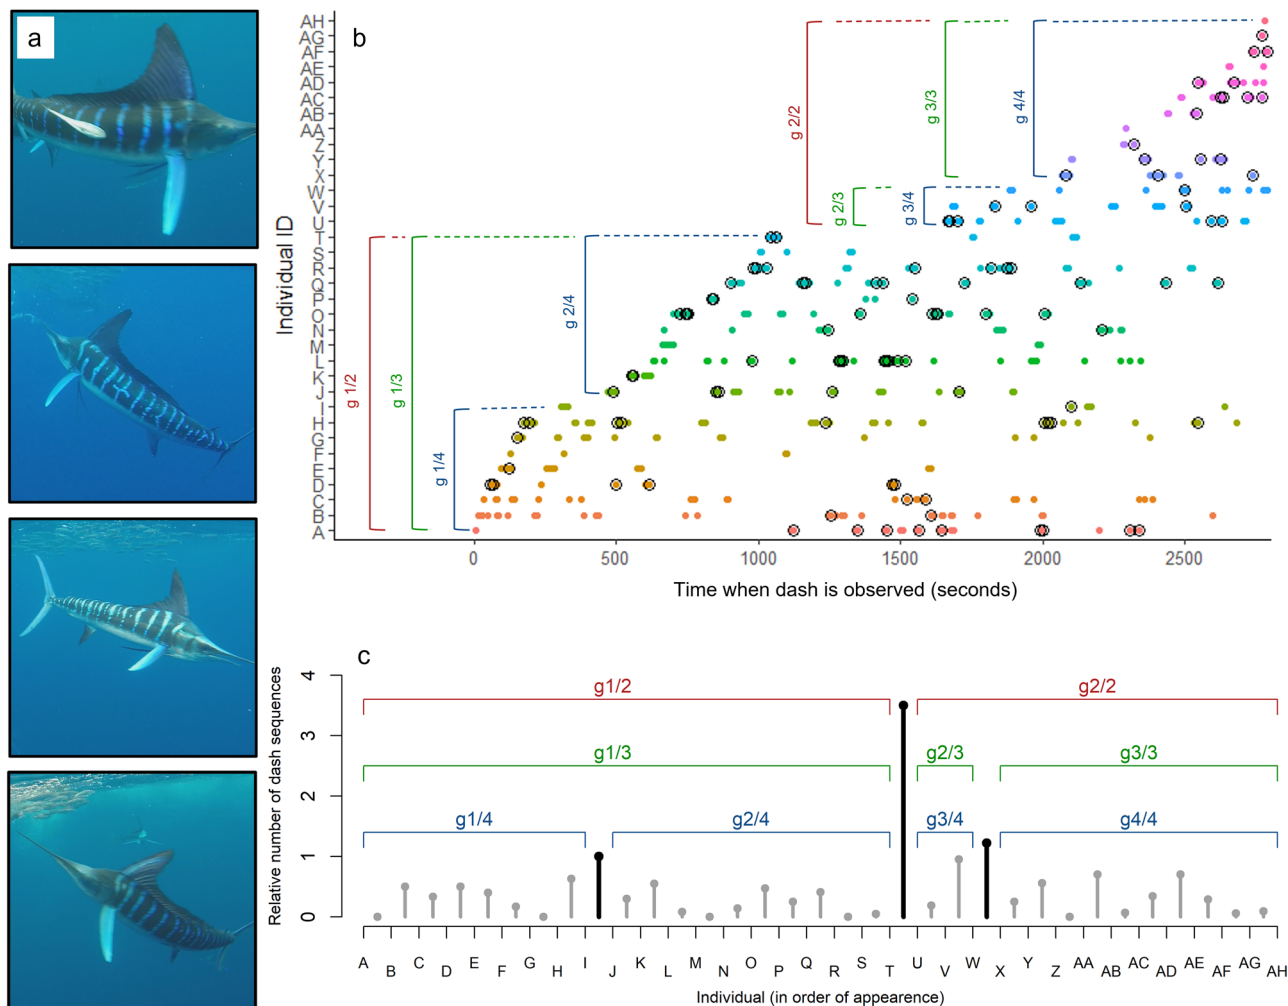 a
b
Individual ID
AH
AG
AF
AE
AD
AC
AB
AA
Z
Y
X
W
V
U
T
S
R
Q
P
O
N
M
L
K
J
I
H
G
F
E
D
C
B
A
g 1/2
g 1/3
g 1/4
g 2/4
g 2/2
g 2/3
g 3/4
g 3/3
g 4/4
0 500 1000 1500 2000 2500
Time when dash is observed (seconds)
c
Relative number of dash sequences
4
3
2
1
0
g1/2 g2/2
g1/3 g2/3 g3/3
g1/4 g2/4 g3/4 g4/4
A B C D E F G H I J K L M N O P Q R S T U V W X Y Z AA AB AC AD AE AF AG AH
Individual (in order of appearence)